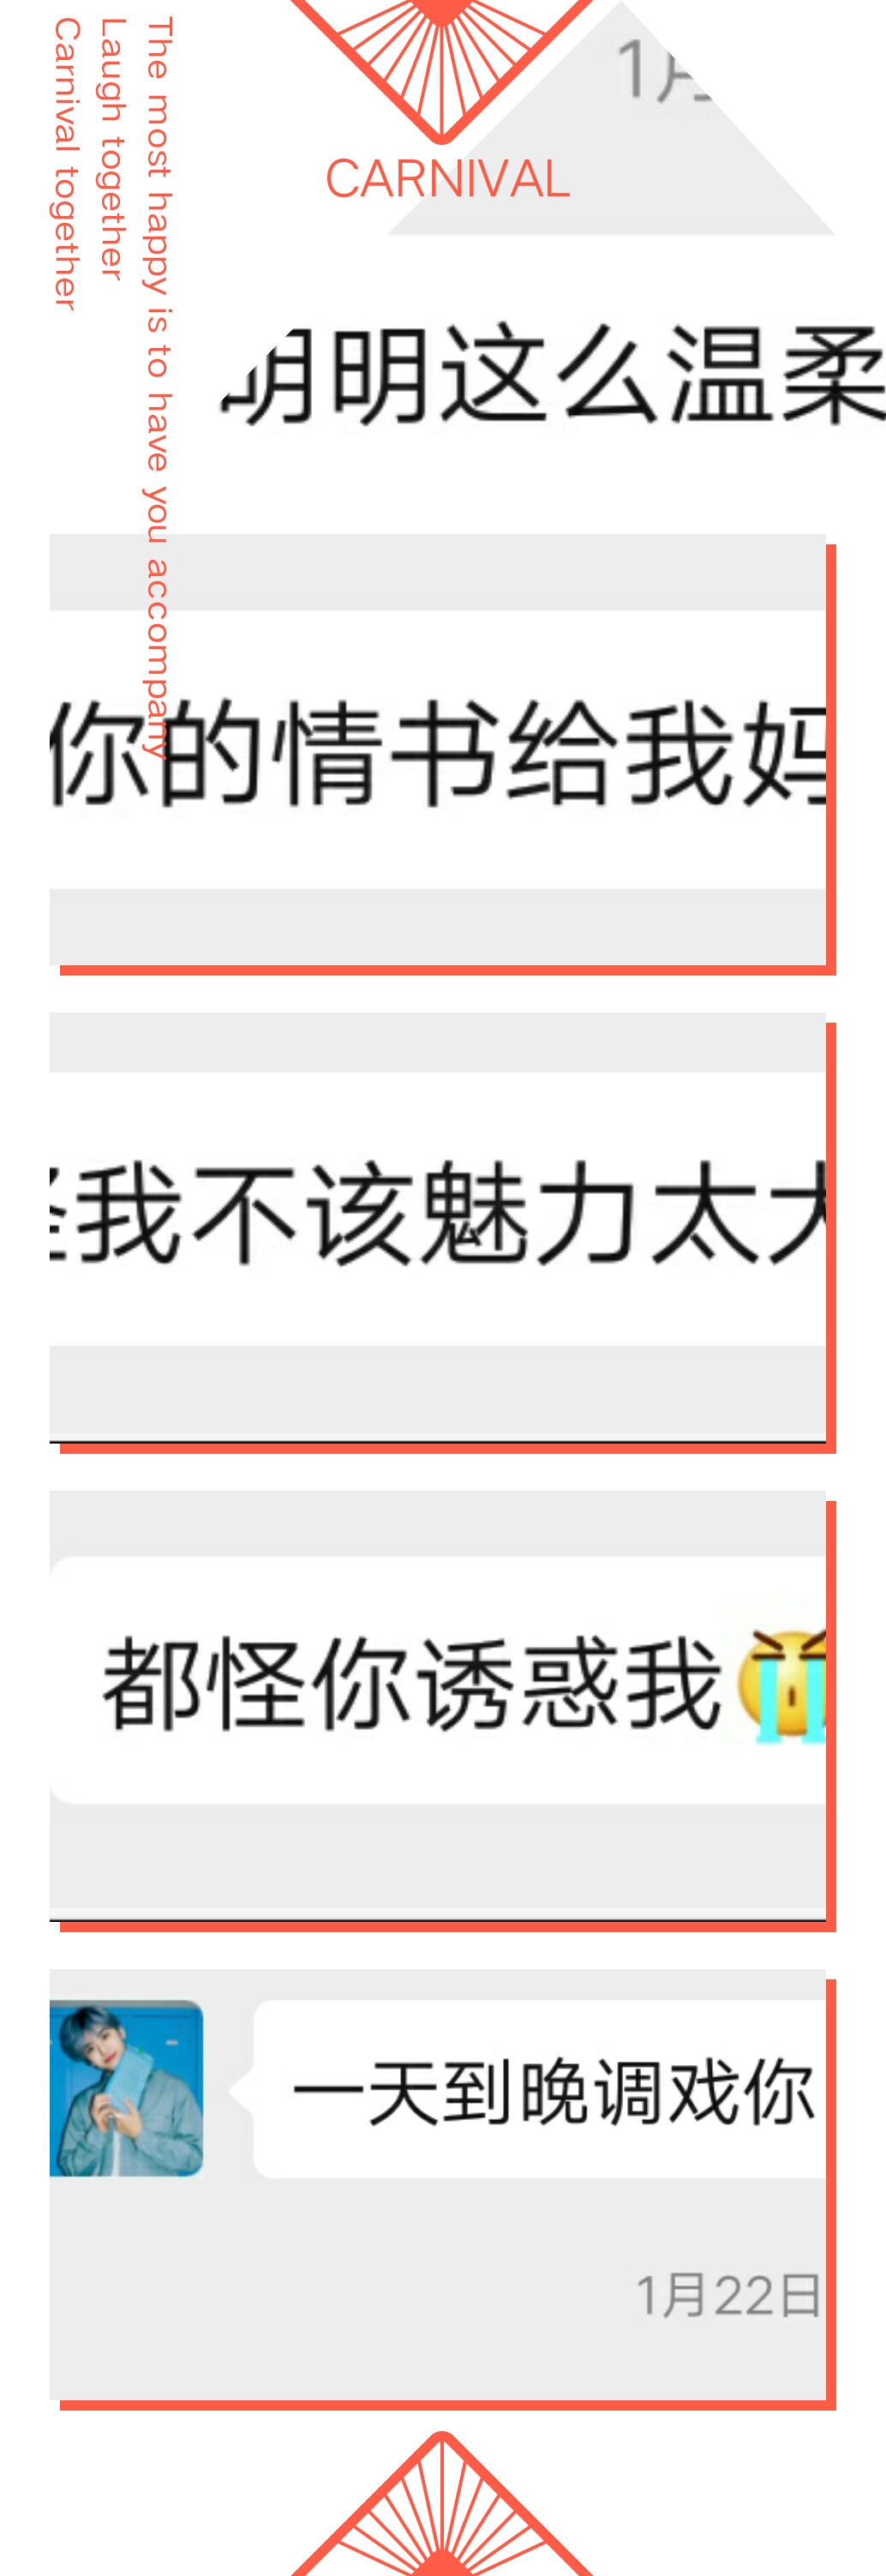 The most happy is to have you accompany
Laugh together
Carnival together
1月
CARNIVAL
明明这么温柔
你的情书给我妈
怪我不该魅力太大
都怪你诱惑我😭
一天到晚调戏你
1月22日